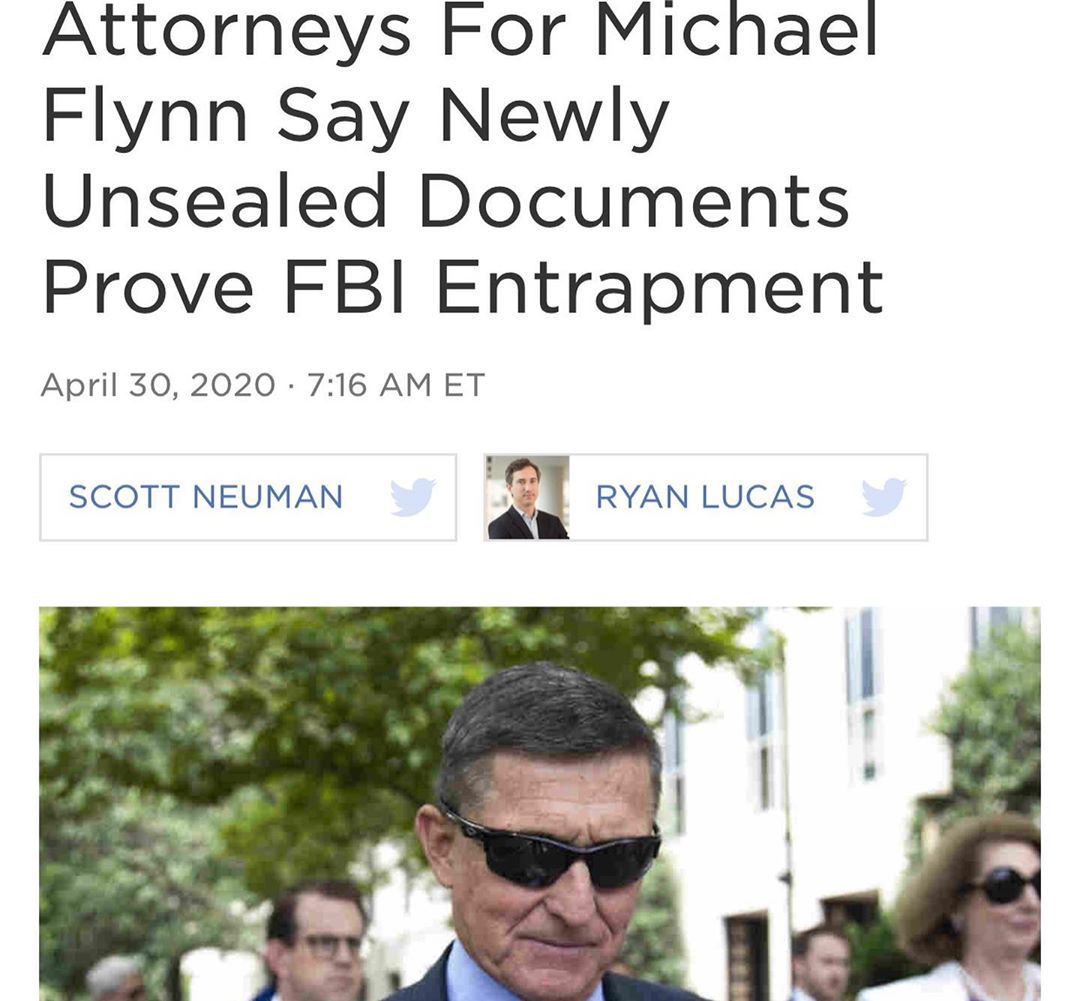 Attorneys For Michael
Flynn Say Newly
Unsealed Documents
Prove FBI Entrapment
April 30, 2020 · 7:16 AM ET
SCOTT NEUMAN
RYAN LUCAS